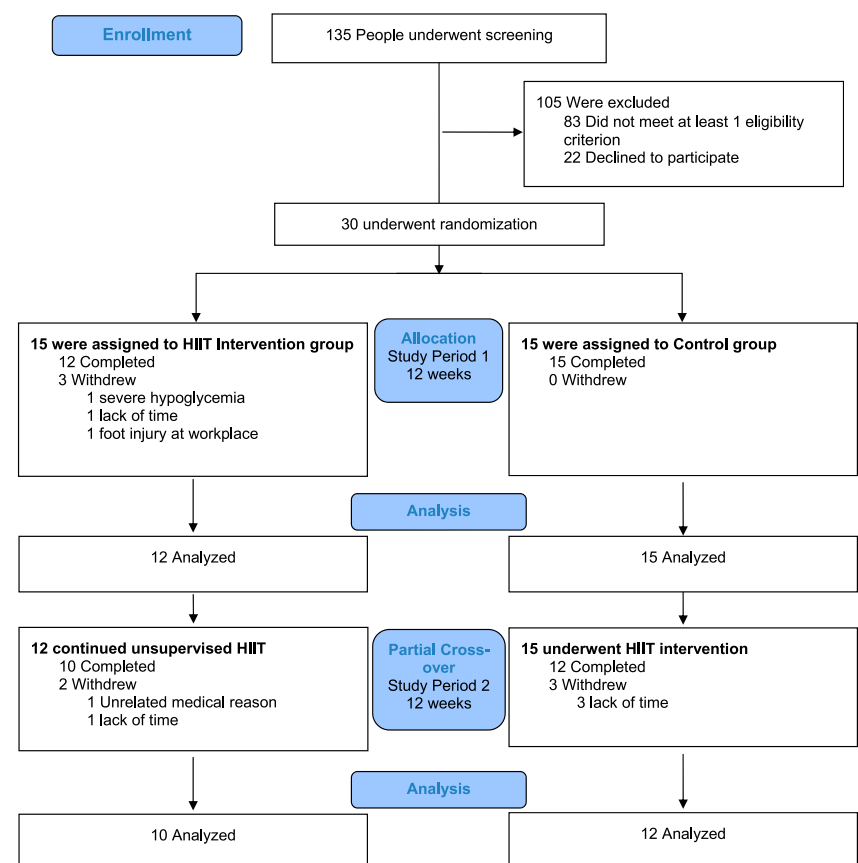 Enrollment
135 People underwent screening
105 Were excluded
83 Did not meet at least 1 eligibility
criterion
22 Declined to participate
30 underwent randomization
15 were assigned to HIIT Intervention group
12 Completed
3 Withdrew
1 severe hypoglycemia
1 lack of time
1 foot injury at workplace
Allocation
Study Period 1
12 weeks
15 were assigned to Control group
15 Completed
0 Withdrew
Analysis
12 Analyzed
15 Analyzed
12 continued unsupervised HIIT
10 Completed
2 Withdrew
1 Unrelated medical reason
1 lack of time
Partial Cross-
over
Study Period 2
12 weeks
15 underwent HIIT intervention
12 Completed
3 Withdrew
3 lack of time
Analysis
10 Analyzed
12 Analyzed